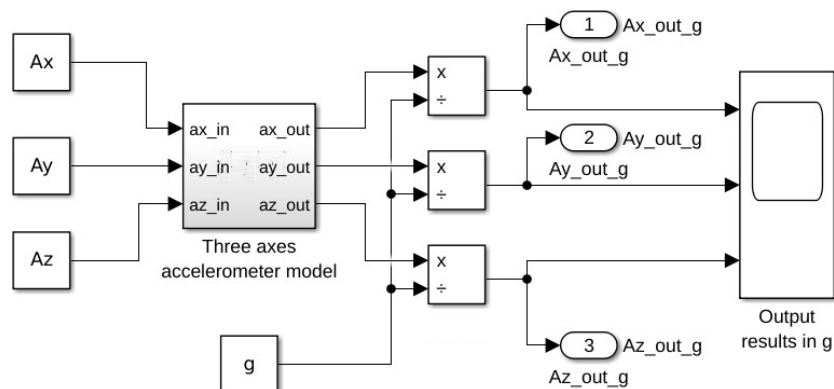 Ax
Ay
Az
ax_in
ay_in
az_in
ax_out
ay_out
az_out
Three axes
accelerometer model
g
x
÷
x
÷
x
÷
1
Ax_out_g
Ax_out_g
2
Ay_out_g
Ay_out_g
3
Az_out_g
Az_out_g
Output
results in g